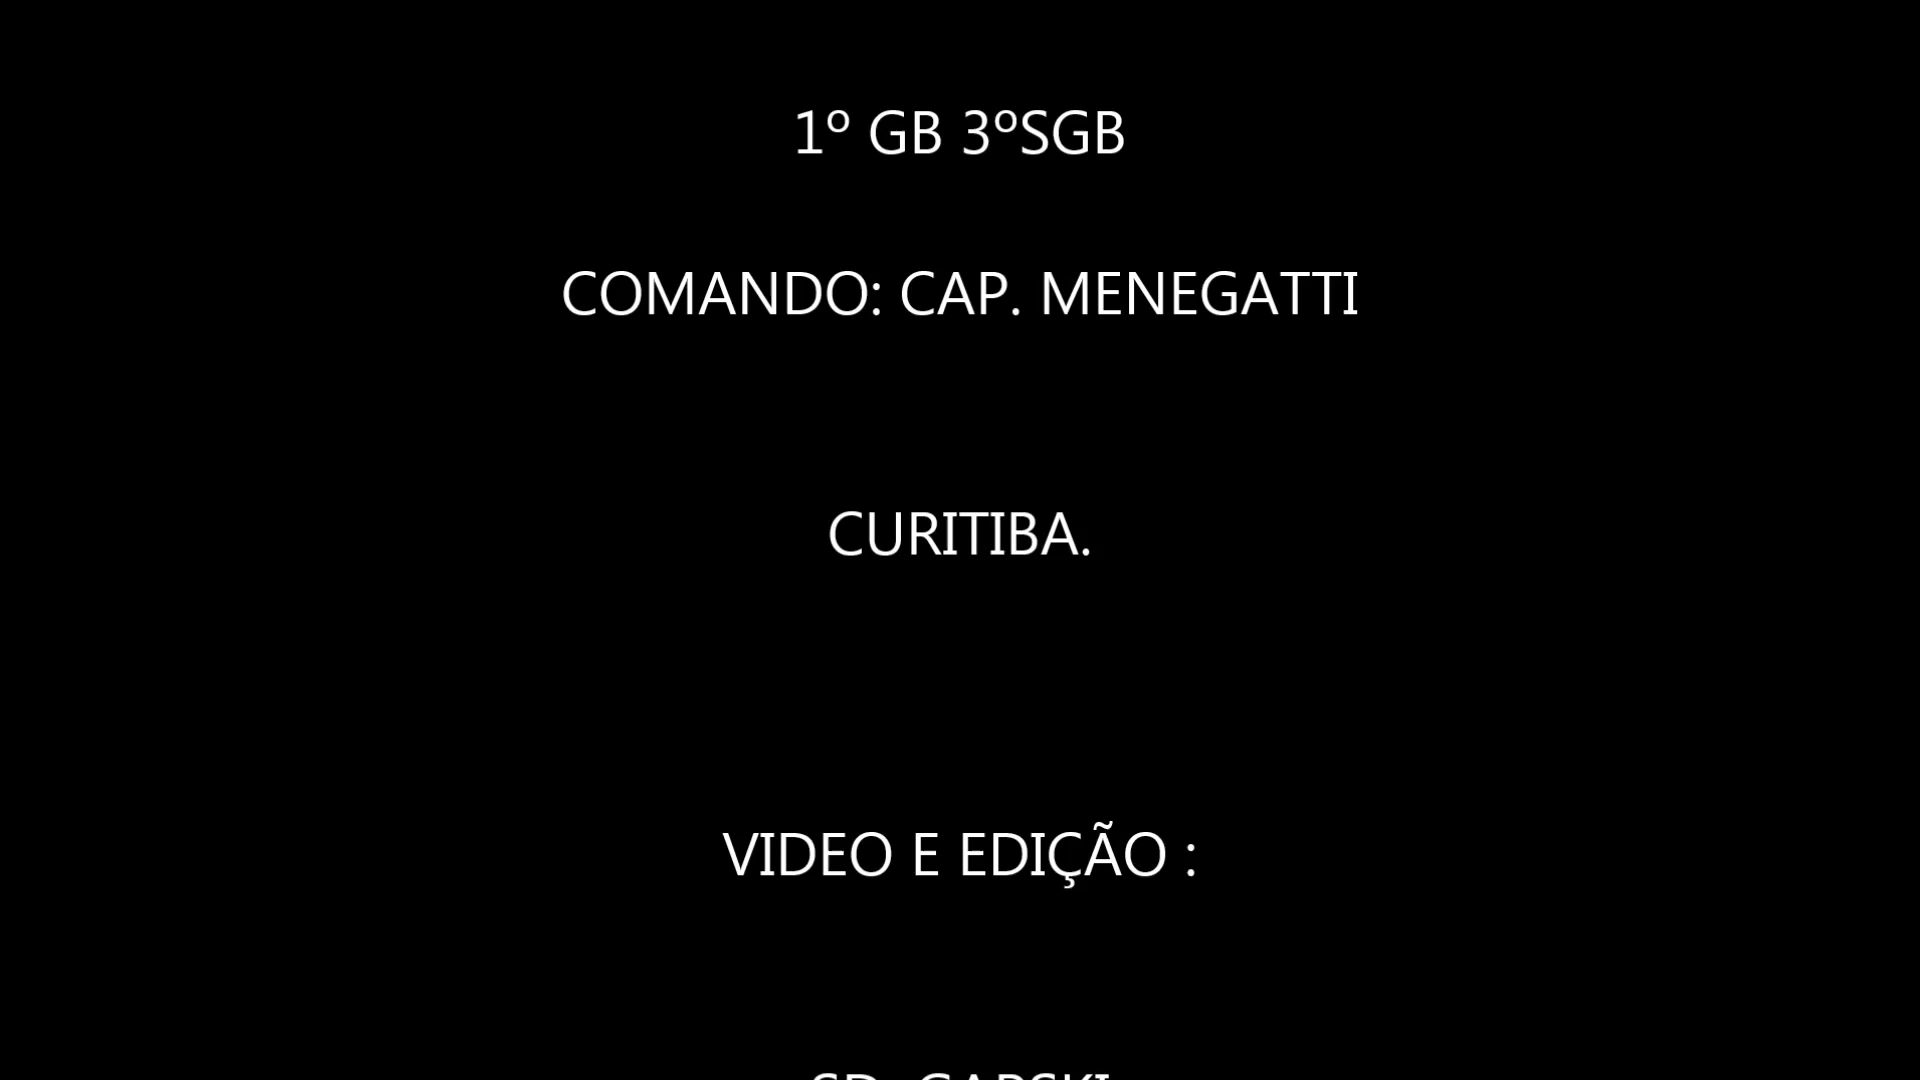 1º GB 3ºSGB
COMANDO: CAP. MENEGATTI
CURITIBA.
VIDEO E EDIÇÃO :